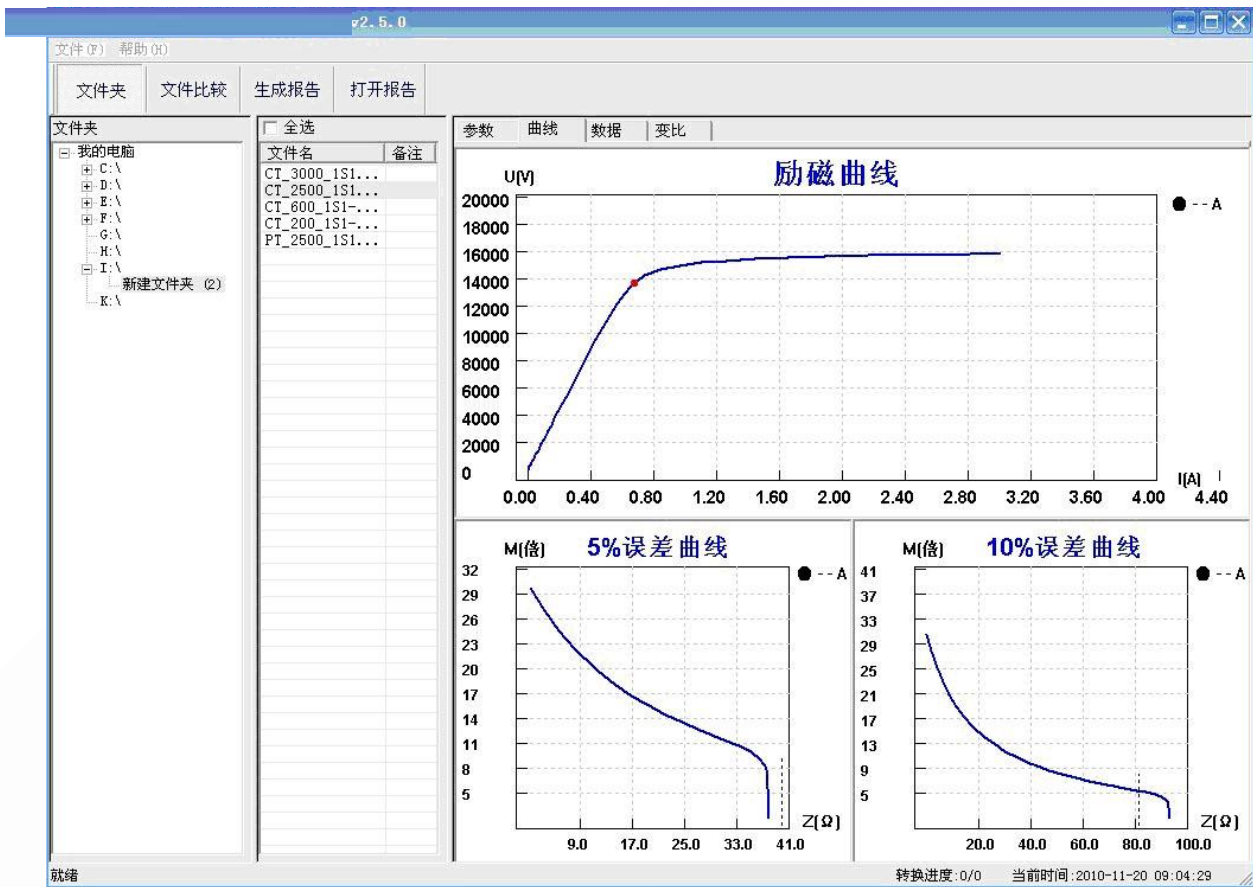 v2.5.0
文件(F) 帮助(H)
文件夹 文件比较 生成报告 打开报告
文件夹
我的电脑
C:\
D:\
E:\
F:\
G:\
H:\
I:\
新建文件夹 (2)
K:\
全选
文件名 备注
CT_3000_1S1...
CT_2500_1S1...
CT_600_1S1-...
CT_200_1S1-...
PT_2500_1S1...
参数 曲线 数据 变比
励磁曲线
U(V)
20000
18000
16000
14000
12000
10000
8000
6000
4000
2000
0
-- A
0.00 0.40 0.80 1.20 1.60 2.00 2.40 2.80 3.20 3.60 4.00 4.40
I(A)
5%误差曲线
M(倍)
32
29
26
23
20
17
14
11
8
5
-- A
Z(Ω)
9.0 17.0 25.0 33.0 41.0
10%误差曲线
M(倍)
41
37
33
29
25
21
17
13
9
5
-- A
Z(Ω)
20.0 40.0 60.0 80.0 100.0
就绪 转换进度:0/0 当前时间:2010-11-20 09:04:29